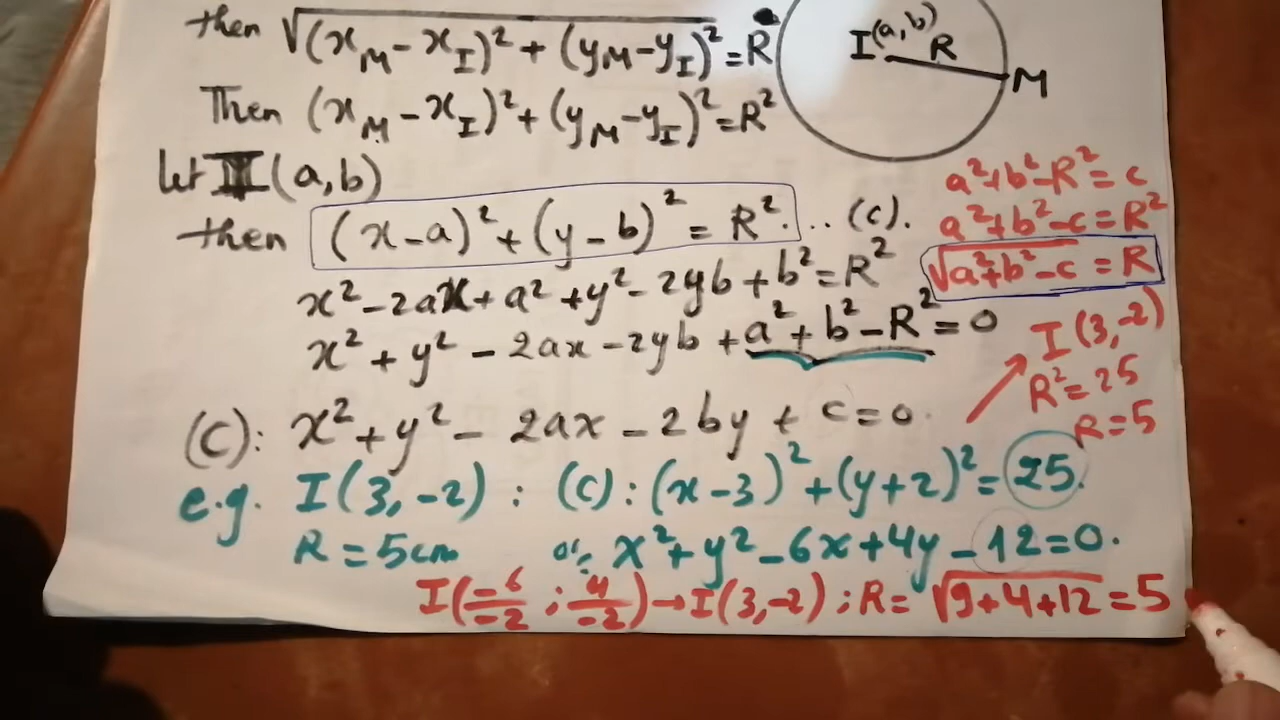 then √(x_M - x_I)² + (y_M - y_I)² = R
I(a,b) R M
Then (x_M - x_I)² + (y_M - y_I)² = R²
let I(a,b)
then (x-a)² + (y-b)² = R² ... (c).
x² - 2ax + a² + y² - 2yb + b² = R²
x² + y² - 2ax - 2yb + a² + b² - R² = 0
(C): x² + y² - 2ax - 2by + c = 0.
a² + b² - R² = c
a² + b² - c = R²
√a² + b² - c = R
I(3,-2)
R² = 25
R = 5
e.g. I(3,-2) : (C): (x-3)² + (y+2)² = 25.
R = 5cm or: x² + y² - 6x + 4y - 12 = 0.
I(-6/-2 ; 4/-2) → I(3,-2) ; R = √9+4+12 = 5